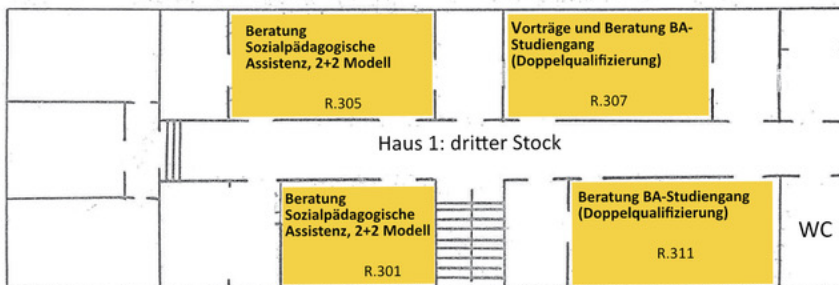 Beratung
Sozialpädagogische
Assistenz, 2+2 Modell
R.305
Vorträge und Beratung BA-
Studiengang
(Doppelqualifizierung)
R.307
Haus 1: dritter Stock
Beratung
Sozialpädagogische
Assistenz, 2+2 Modell
R.301
Beratung BA-Studiengang
(Doppelqualifizierung)
R.311
WC